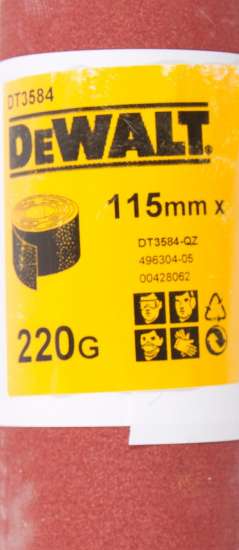 DT3584
DEWALT.
115mm x
DT3584-QZ
496304-05
00428062
220G